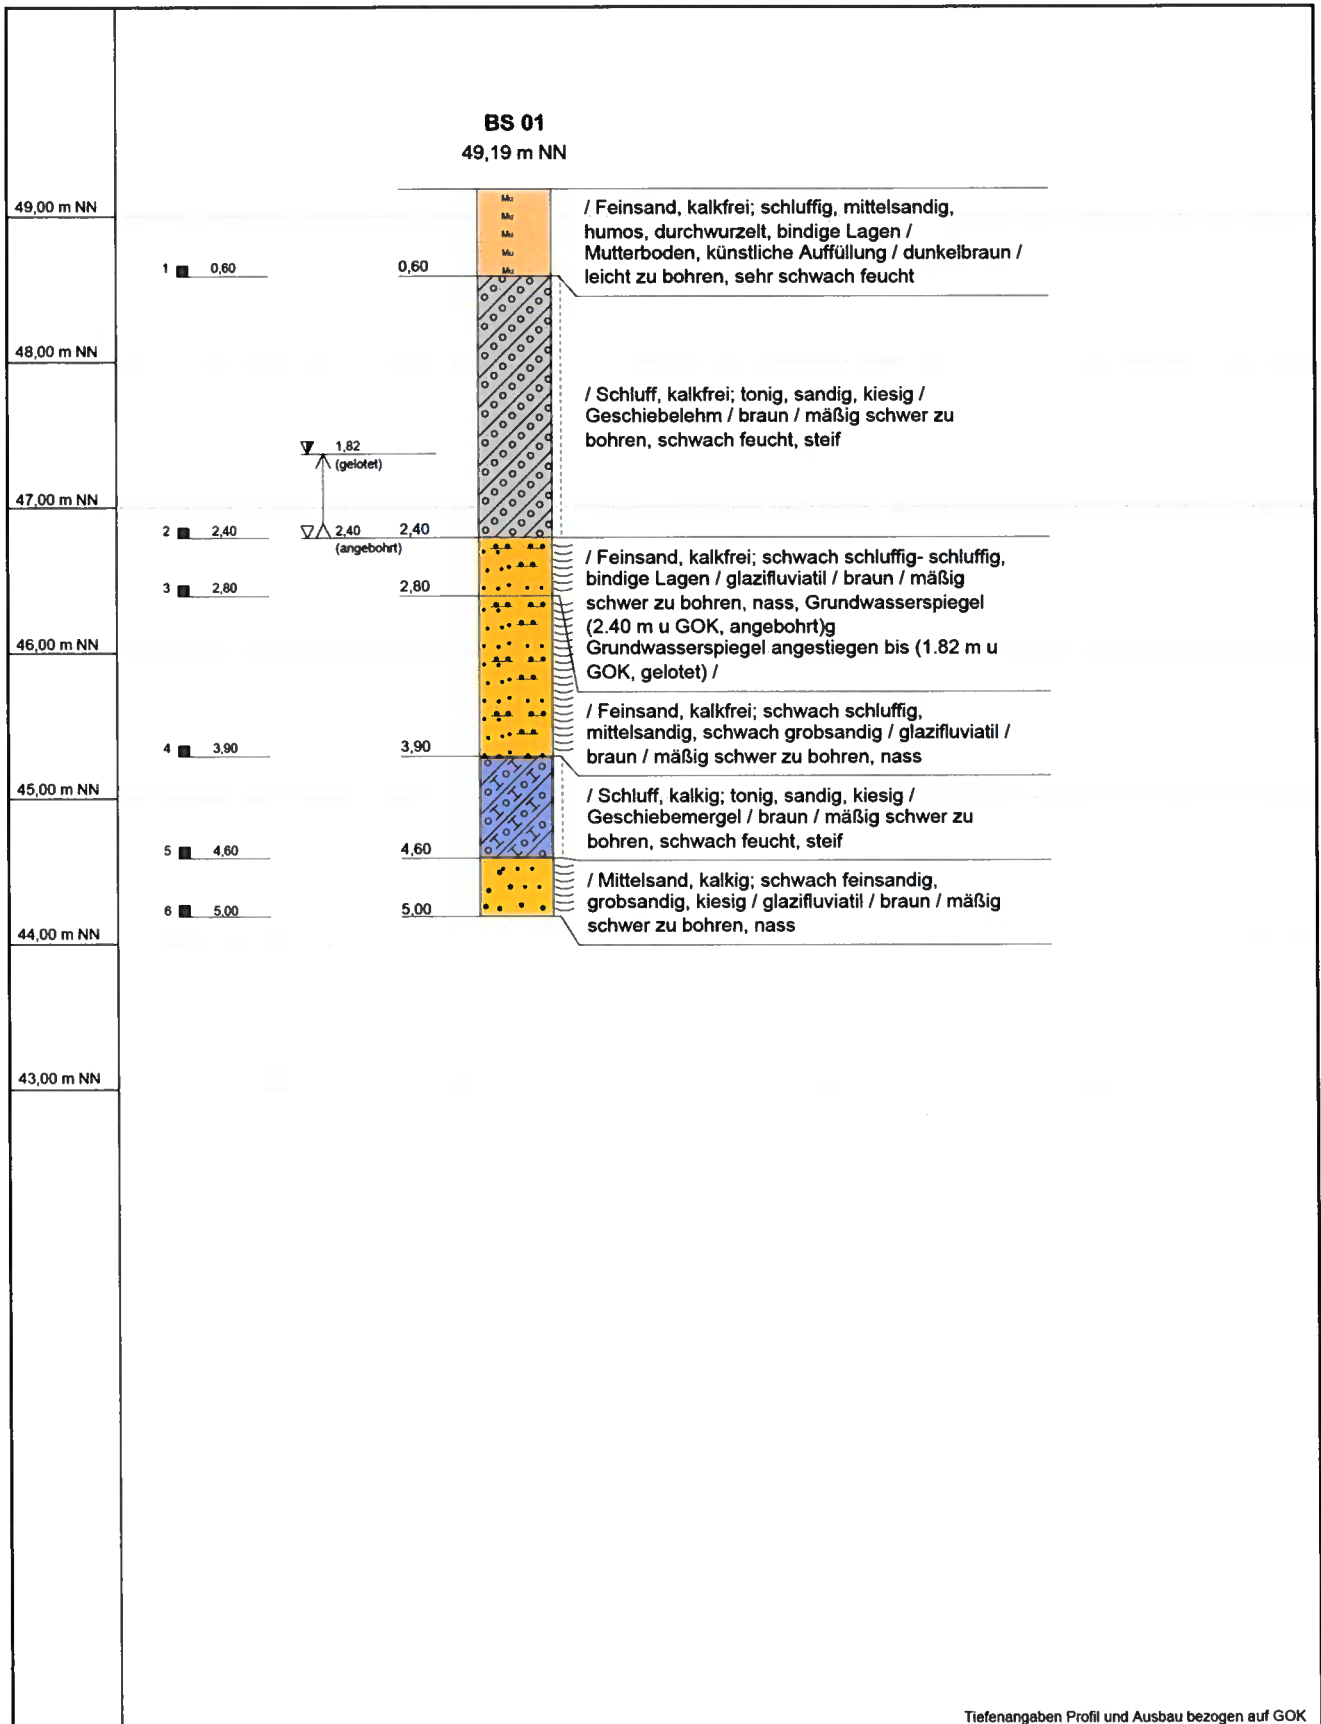 BS 01
49,19 m NN
49,00 m NN
Mu
Mu
Mu
Mu
Mu
/ Feinsand, kalkfrei; schluffig, mittelsandig,
humos, durchwurzelt, bindige Lagen /
Mutterboden, künstliche Auffüllung / dunkelbraun /
leicht zu bohren, sehr schwach feucht
1 0,60 0,60
48,00 m NN
/ Schluff, kalkfrei; tonig, sandig, kiesig /
Geschiebelehm / braun / mäßig schwer zu
bohren, schwach feucht, steif
1,82
(gelotet)
47,00 m NN
2 2,40 2,40 2,40
(angebohrt)
/ Feinsand, kalkfrei; schwach schluffig- schluffig,
bindige Lagen / glazifluviatil / braun / mäßig
schwer zu bohren, nass, Grundwasserspiegel
(2.40 m u GOK, angebohrt)g
Grundwasserspiegel angestiegen bis (1.82 m u
GOK, gelotet) /
3 2,80 2,80
46,00 m NN
/ Feinsand, kalkfrei; schwach schluffig,
mittelsandig, schwach grobsandig / glazifluviatil /
braun / mäßig schwer zu bohren, nass
4 3,90 3,90
45,00 m NN
/ Schluff, kalkig; tonig, sandig, kiesig /
Geschiebemergel / braun / mäßig schwer zu
bohren, schwach feucht, steif
5 4,60 4,60
/ Mittelsand, kalkig; schwach feinsandig,
grobsandig, kiesig / glazifluviatil / braun / mäßig
schwer zu bohren, nass
6 5,00 5,00
44,00 m NN
43,00 m NN
Tiefenangaben Profil und Ausbau bezogen auf GOK